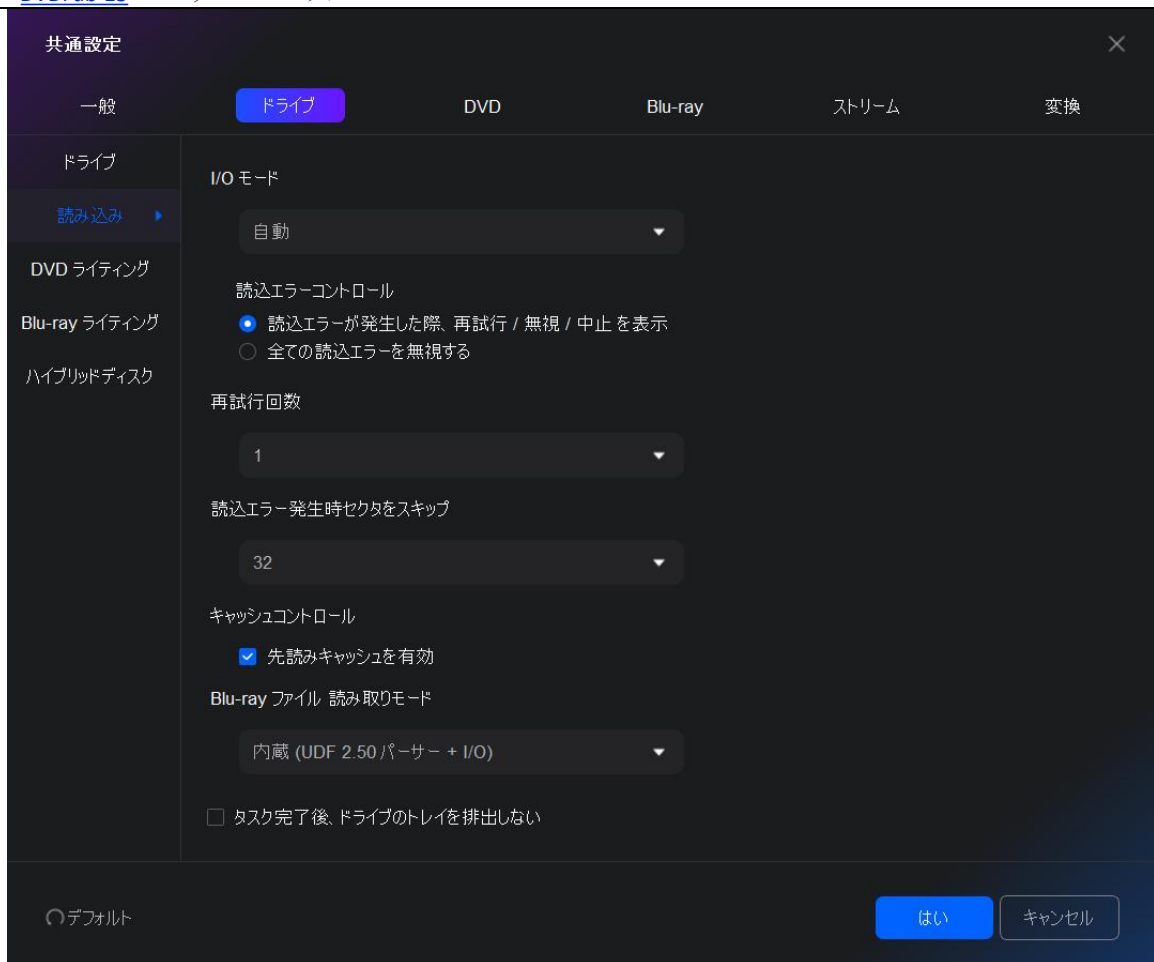 共通設定
一般
ドライブ
DVD
Blu-ray
ストリーム
変換
ドライブ
読み込み
DVD ライティング
Blu-ray ライティング
ハイブリッドディスク
I/O モード
自動
読込エラーコントロール
読込エラーが発生した際、再試行 / 無視 / 中止 を表示
全ての読込エラーを無視する
再試行回数
1
読込エラー発生時セクタをスキップ
32
キャッシュコントロール
先読みキャッシュを有効
Blu-ray ファイル 読み取りモード
内蔵 (UDF 2.50 パーサー + I/O)
タスク完了後、ドライブのトレイを排出しない
デフォルト
はい
キャンセル